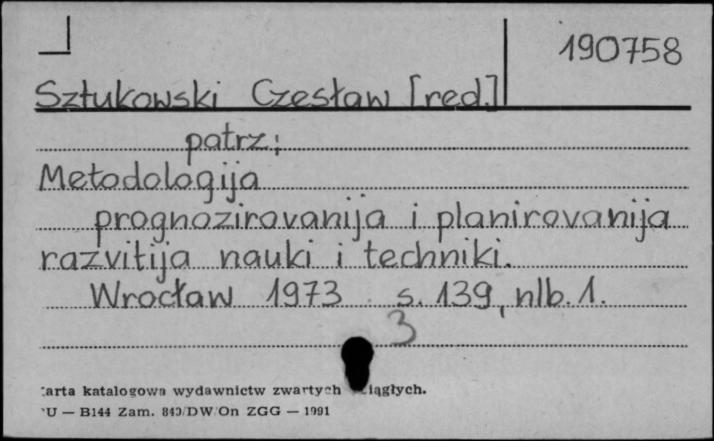 190758
Sztukowski Czesław [red.]
patrz:
Metodologija
prognozirovanija i planirovanija
razvitija nauki i techniki.
Wrocław 1973 s. 139, nlb. 1.
3
arta katalogowa wydawnictw zwartych iągłych.
U — B144 Zam. 840/DW/On ZGG — 1991